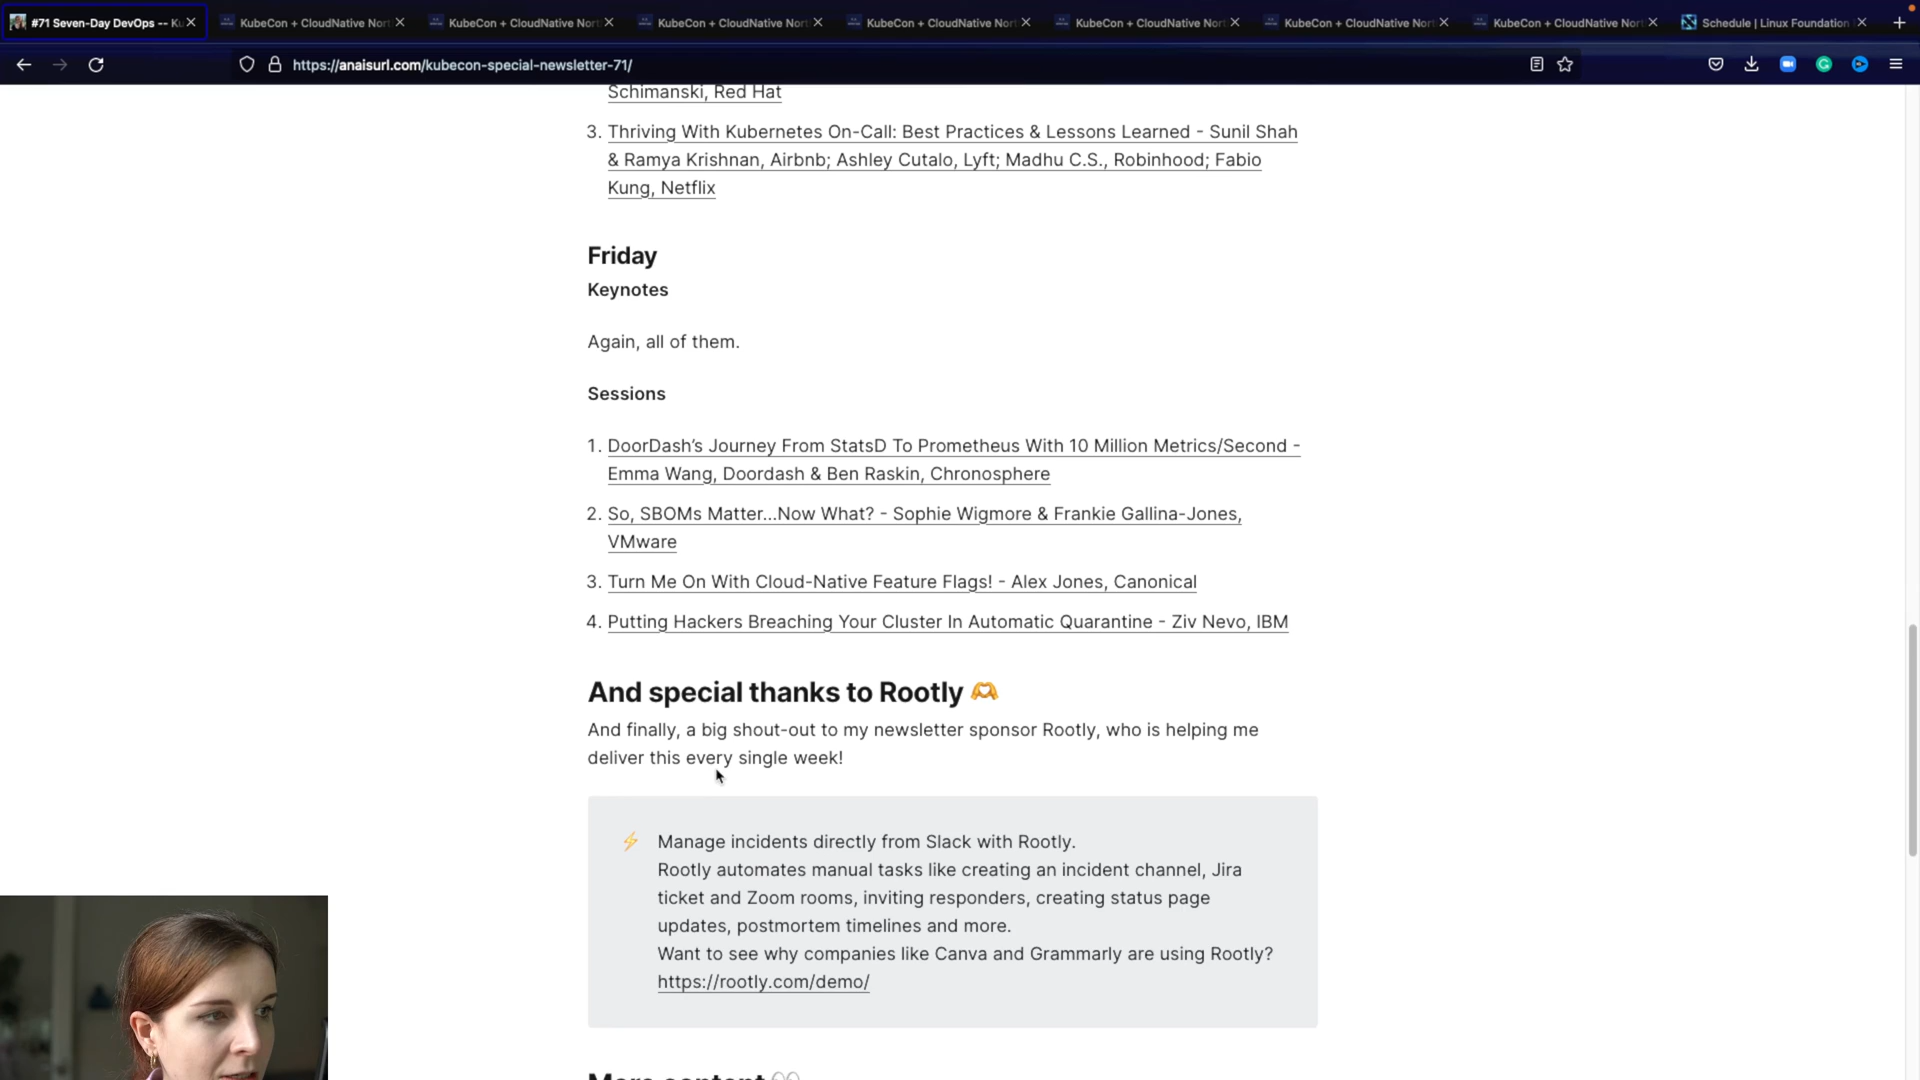 #71 Seven-Day DevOps -- Ku
KubeCon + CloudNative Nort
KubeCon + CloudNative Nort
KubeCon + CloudNative Nort
KubeCon + CloudNative Nort
KubeCon + CloudNative Nort
KubeCon + CloudNative Nort
KubeCon + CloudNative Nort
Schedule | Linux Foundation
https://anaisurl.com/kubecon-special-newsletter-71/
Schimanski, Red Hat
3. Thriving With Kubernetes On-Call: Best Practices & Lessons Learned - Sunil Shah
& Ramya Krishnan, Airbnb; Ashley Cutalo, Lyft; Madhu C.S., Robinhood; Fabio
Kung, Netflix
Friday
Keynotes
Again, all of them.
Sessions
1. DoorDash’s Journey From StatsD To Prometheus With 10 Million Metrics/Second -
Emma Wang, Doordash & Ben Raskin, Chronosphere
2. So, SBOMs Matter...Now What? - Sophie Wigmore & Frankie Gallina-Jones,
VMware
3. Turn Me On With Cloud-Native Feature Flags! - Alex Jones, Canonical
4. Putting Hackers Breaching Your Cluster In Automatic Quarantine - Ziv Nevo, IBM
And special thanks to Rootly 🫶
And finally, a big shout-out to my newsletter sponsor Rootly, who is helping me
deliver this every single week!
⚡ Manage incidents directly from Slack with Rootly.
Rootly automates manual tasks like creating an incident channel, Jira
ticket and Zoom rooms, inviting responders, creating status page
updates, postmortem timelines and more.
Want to see why companies like Canva and Grammarly are using Rootly?
https://rootly.com/demo/
More content 👀